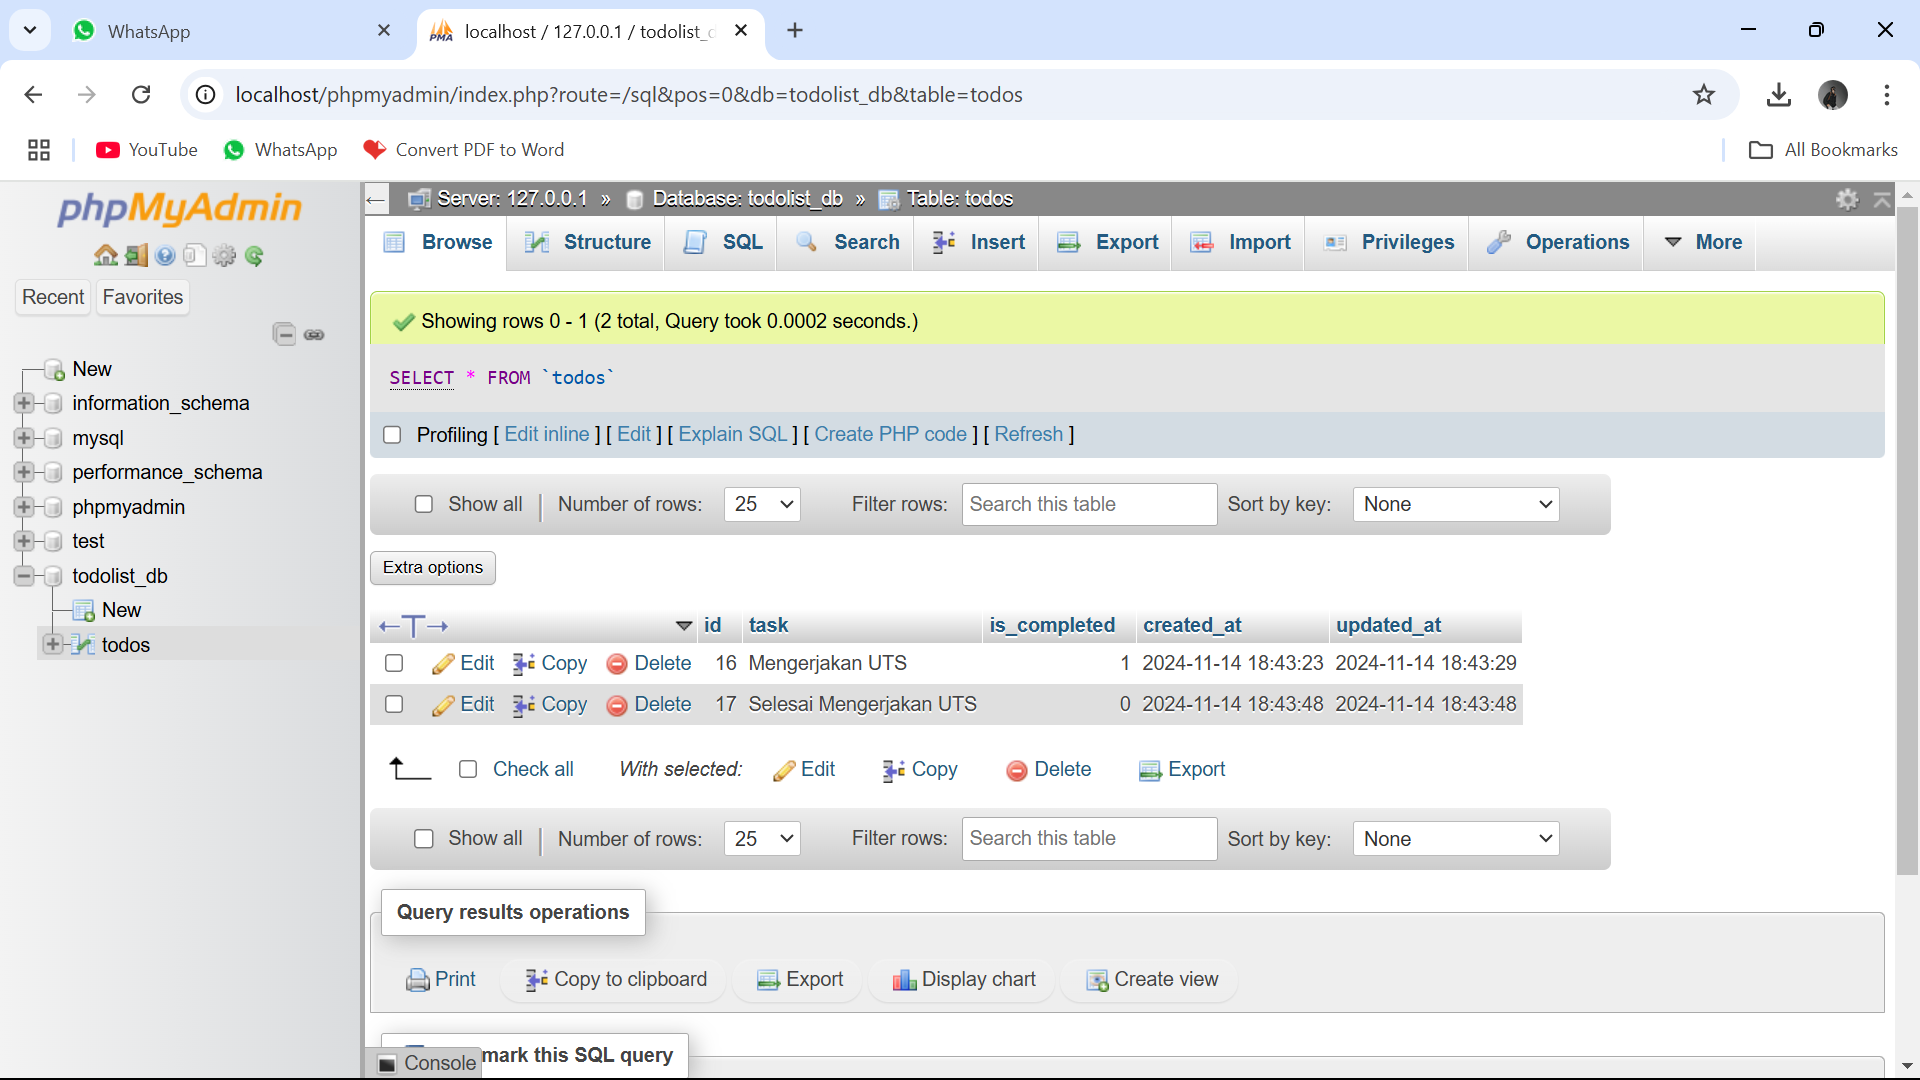 WhatsApp
localhost / 127.0.0.1 / todolist_d
localhost/phpmyadmin/index.php?route=/sql&pos=0&db=todolist_db&table=todos
YouTube WhatsApp Convert PDF to Word All Bookmarks
phpMyAdmin
Recent Favorites
New
information_schema
mysql
performance_schema
phpmyadmin
test
todolist_db
New
todos
Server: 127.0.0.1 » Database: todolist_db » Table: todos
Browse Structure SQL Search Insert Export Import Privileges Operations More
Showing rows 0 - 1 (2 total, Query took 0.0002 seconds.)
SELECT * FROM `todos`
Profiling [ Edit inline ] [ Edit ] [ Explain SQL ] [ Create PHP code ] [ Refresh ]
Show all Number of rows: 25 Filter rows: Search this table Sort by key: None
Extra options
←T→ id task is_completed created_at updated_at
Edit Copy Delete 16 Mengerjakan UTS 1 2024-11-14 18:43:23 2024-11-14 18:43:29
Edit Copy Delete 17 Selesai Mengerjakan UTS 0 2024-11-14 18:43:48 2024-11-14 18:43:48
Check all With selected: Edit Copy Delete Export
Show all Number of rows: 25 Filter rows: Search this table Sort by key: None
Query results operations
Print Copy to clipboard Export Display chart Create view
mark this SQL query
Console